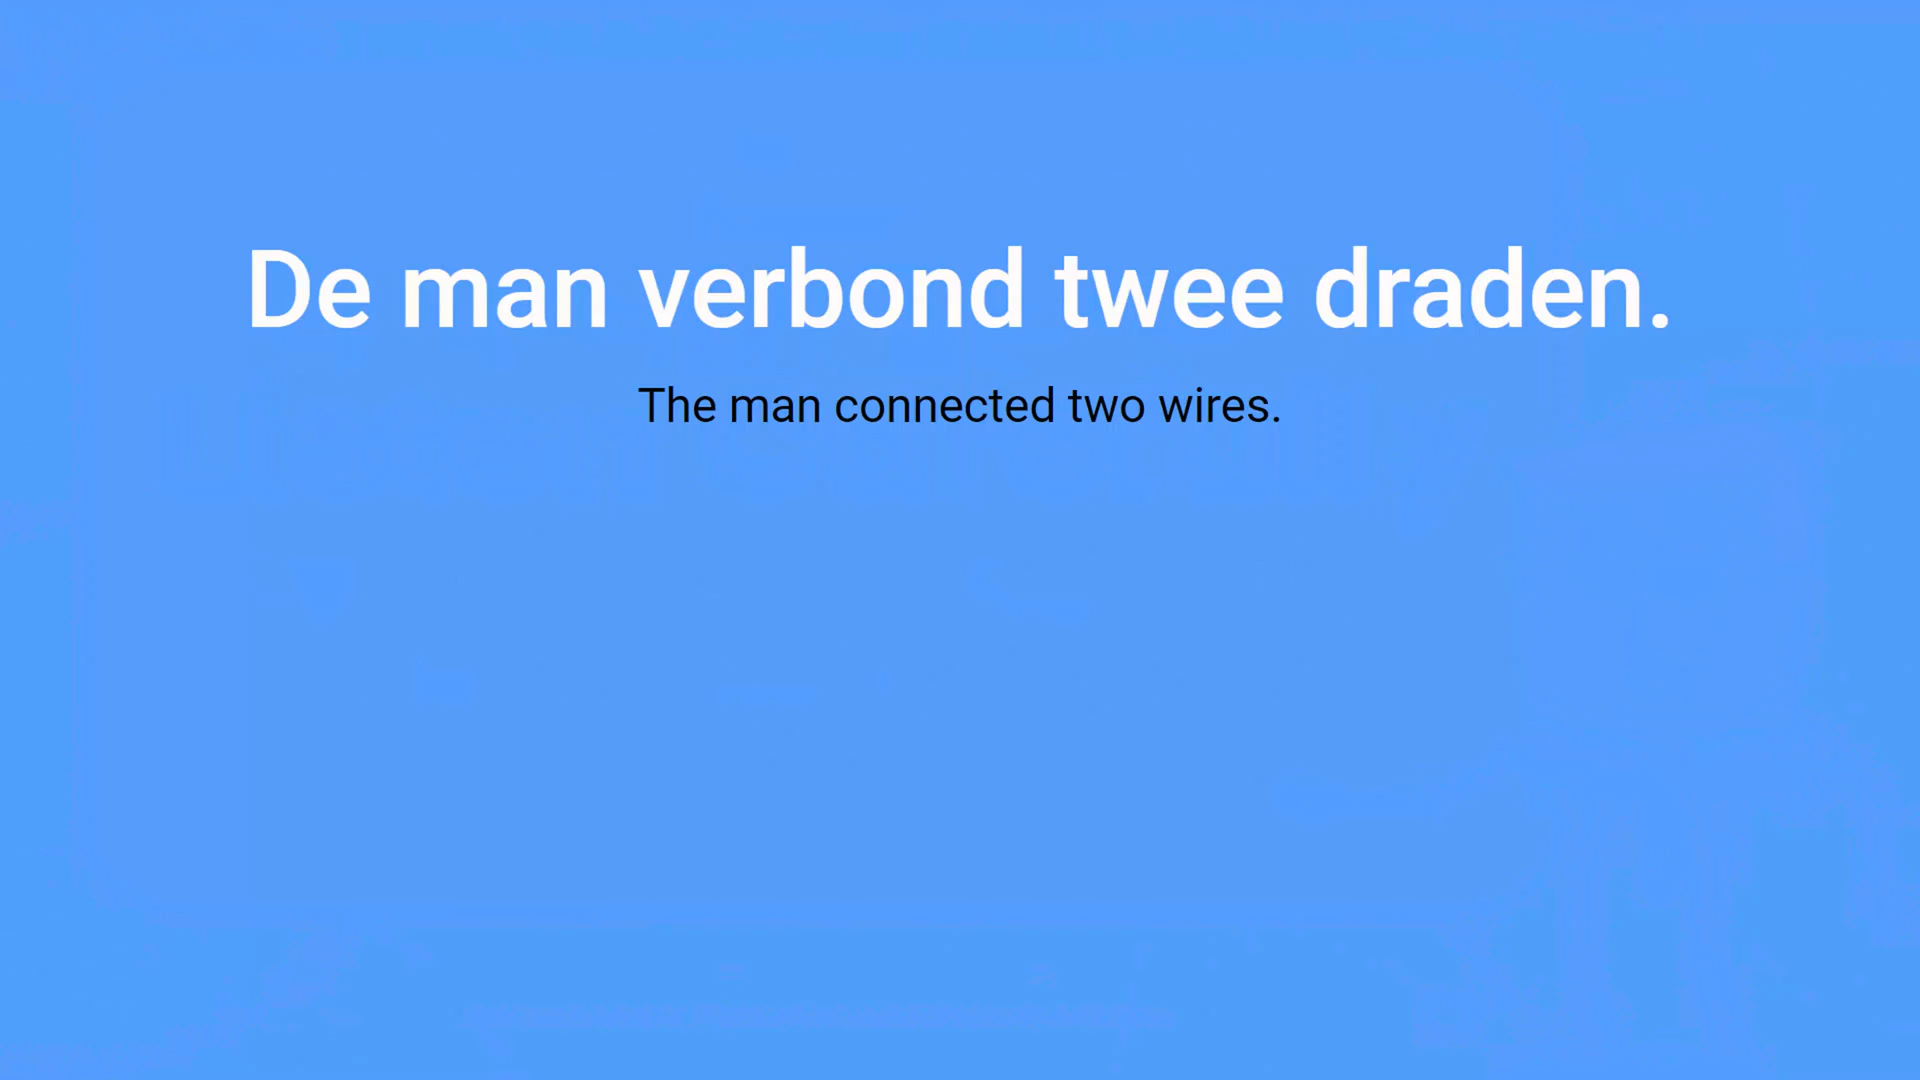 De man verbond twee draden.
The man connected two wires.